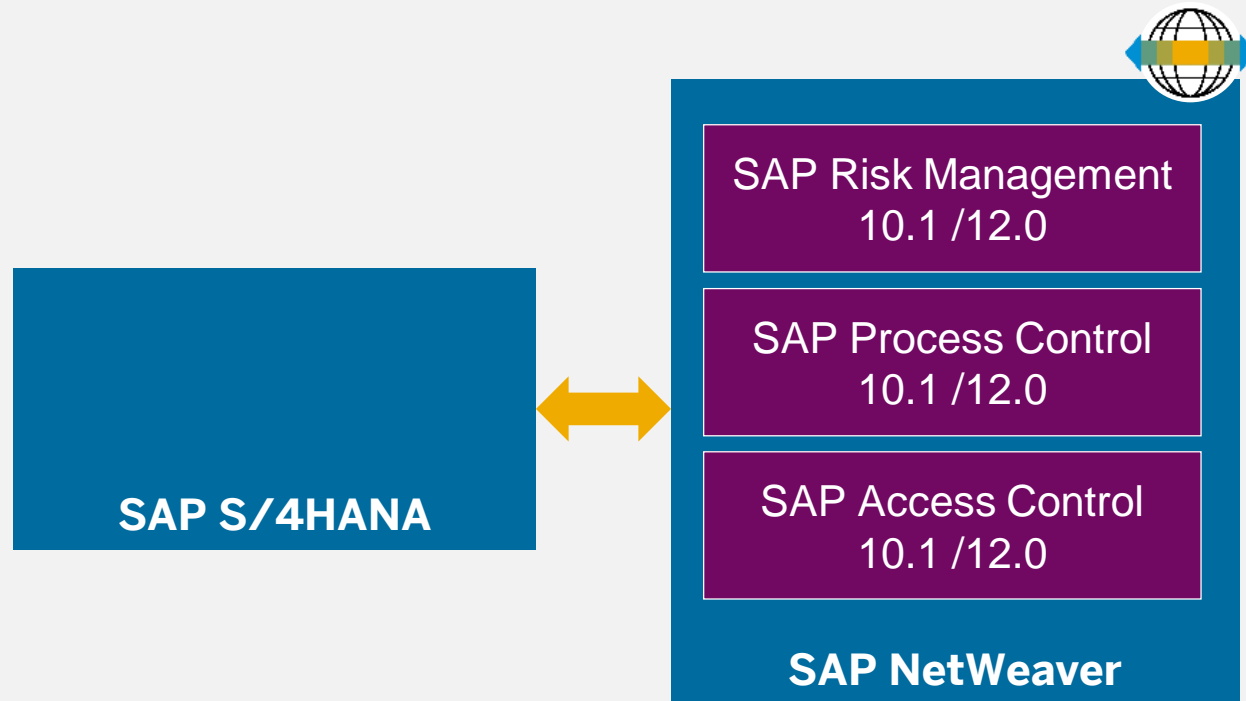 SAP Risk Management
10.1 /12.0
SAP Process Control
10.1 /12.0
SAP S/4HANA
SAP Access Control
10.1 /12.0
SAP NetWeaver